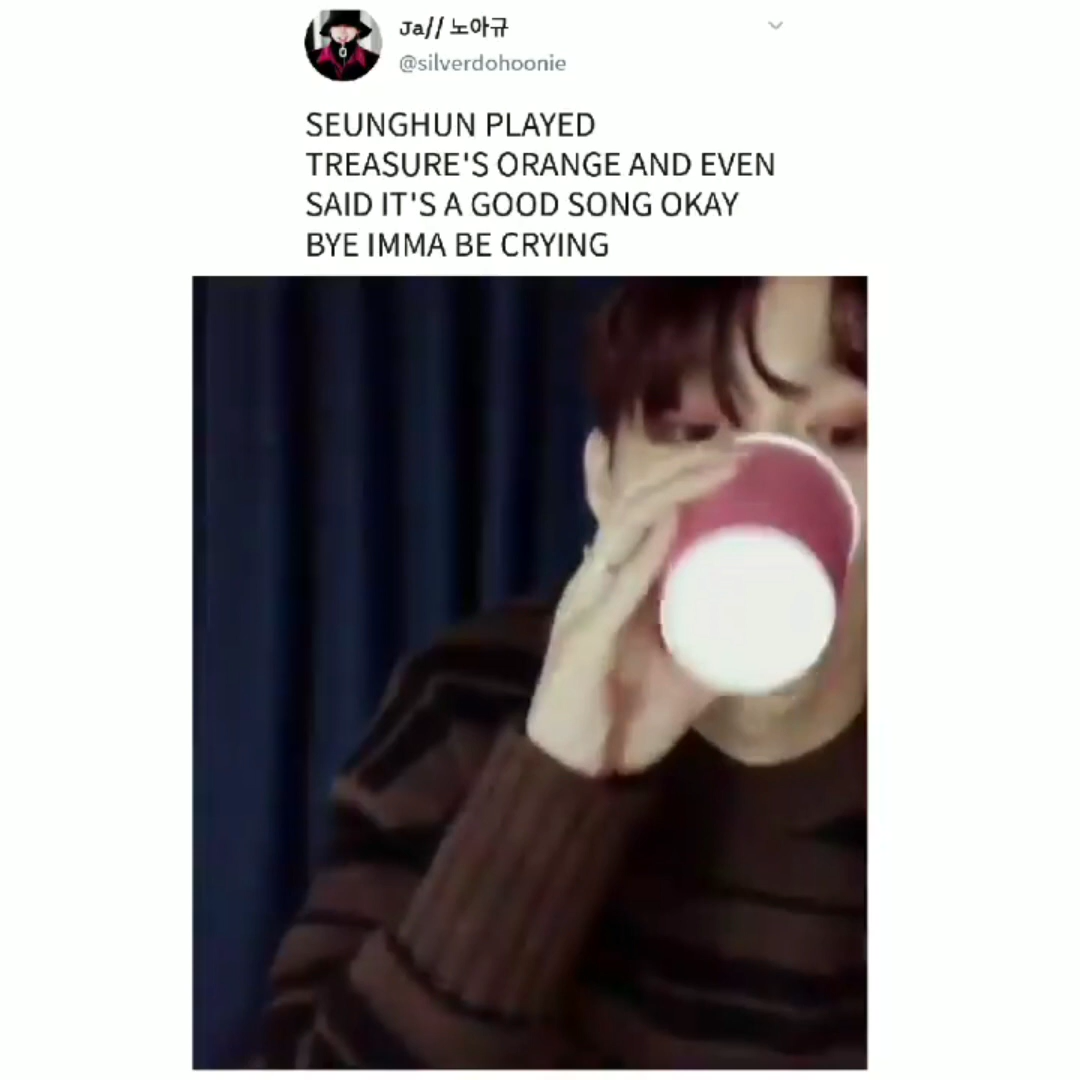 Ja// 노아규
@silverdohoonie
SEUNGHUN PLAYED
TREASURE'S ORANGE AND EVEN
SAID IT'S A GOOD SONG OKAY
BYE IMMA BE CRYING